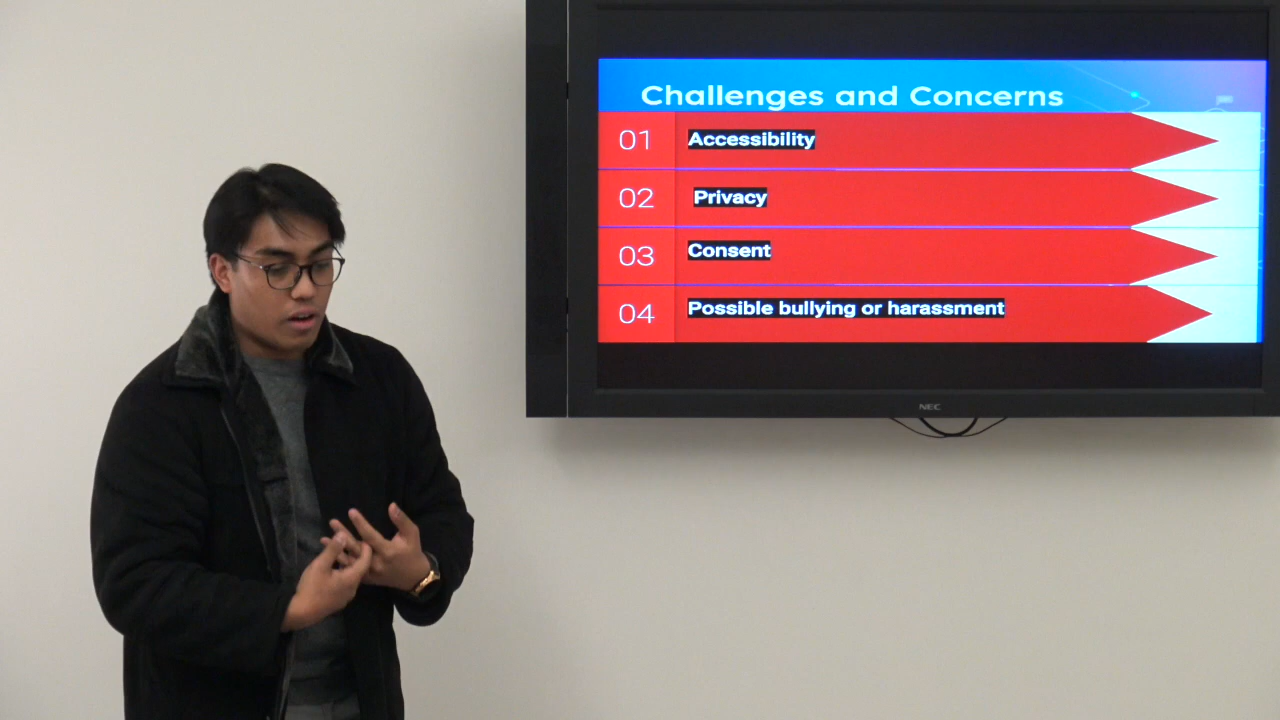 Challenges and Concerns
01 Accessibility
02 Privacy
03 Consent
04 Possible bullying or harassment
NEC